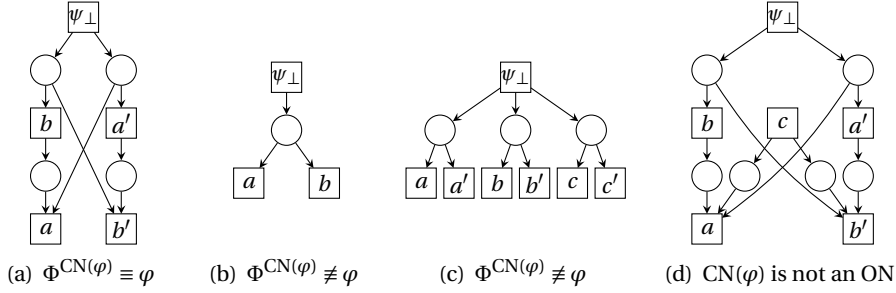 ψ⊥ ψ⊥ ψ⊥ ψ⊥
b a′ b c a′
a b a a′ b b′ c c′
a b′ a b′
(a) Φ^CN(φ) ≡ φ (b) Φ^CN(φ) ≢ φ (c) Φ^CN(φ) ≢ φ (d) CN(φ) is not an ON